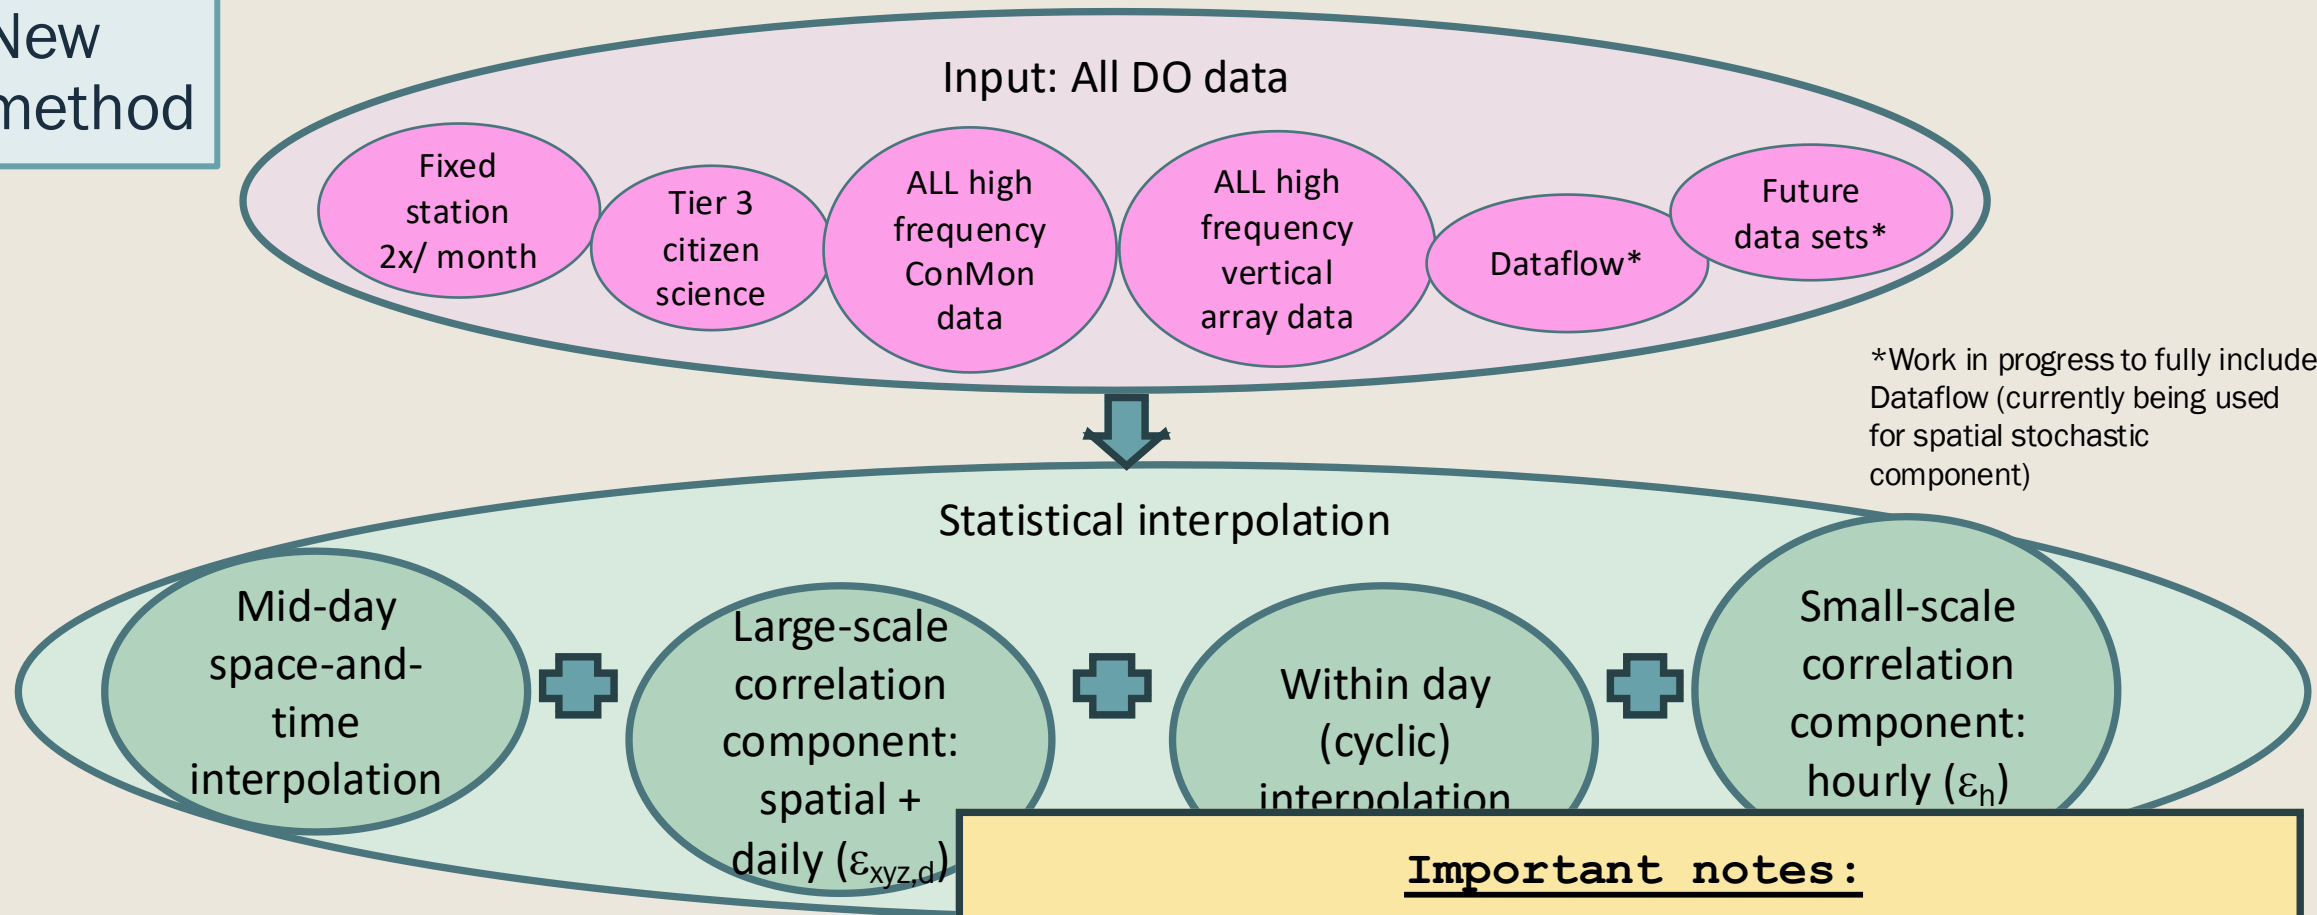 New
method
Input: All DO data
Fixed
station
2x/ month
Tier 3
citizen
science
ALL high
frequency
ConMon
data
ALL high
frequency
vertical
array data
Dataflow*
Future
data sets*
*Work in progress to fully include
Dataflow (currently being used
for spatial stochastic
component)
Statistical interpolation
Mid-day
space-and-
time
interpolation
Large-scale
correlation
component:
spatial +
daily (εxyz,d)
Within day
(cyclic)
interpolation
Small-scale
correlation
component:
hourly (εh)
Important notes: